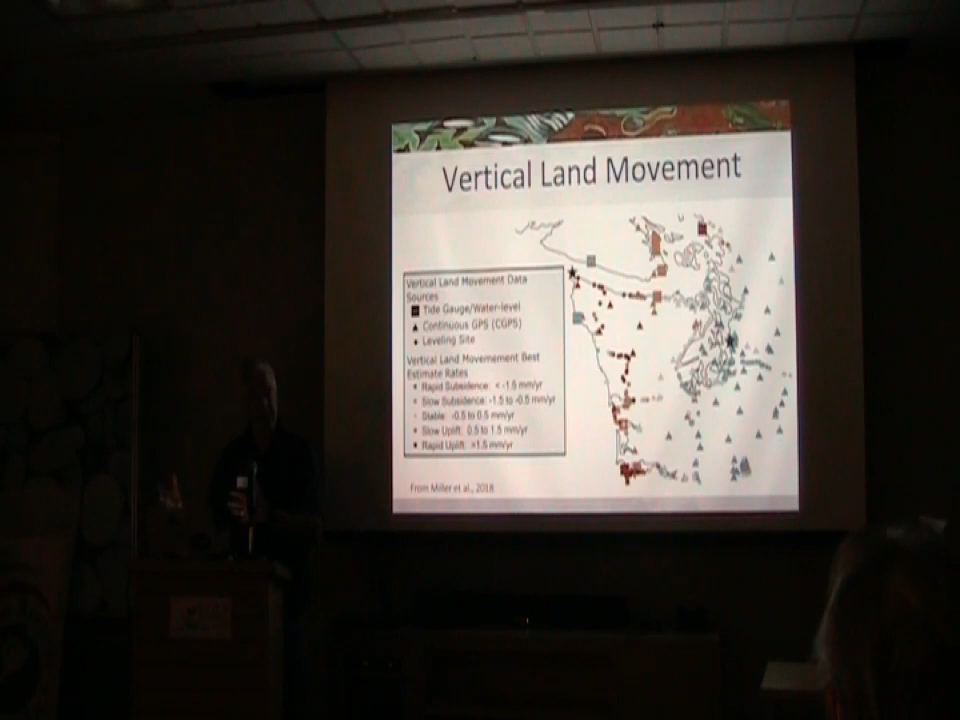 Vertical Land Movement
Vertical Land Movement Data
Sources
Tide Gauge/Water-level
Continuous GPS (CGPS)
Leveling Site
Vertical Land Movemement Best
Estimate Rates
Rapid Subsidence: < -1.5 mm/yr
Slow Subsidence: -1.5 to -0.5 mm/yr
Stable: -0.5 to 0.5 mm/yr
Slow Uplift: 0.5 to 1.5 mm/yr
Rapid Uplift: >1.5 mm/yr
From Miller et al., 2018